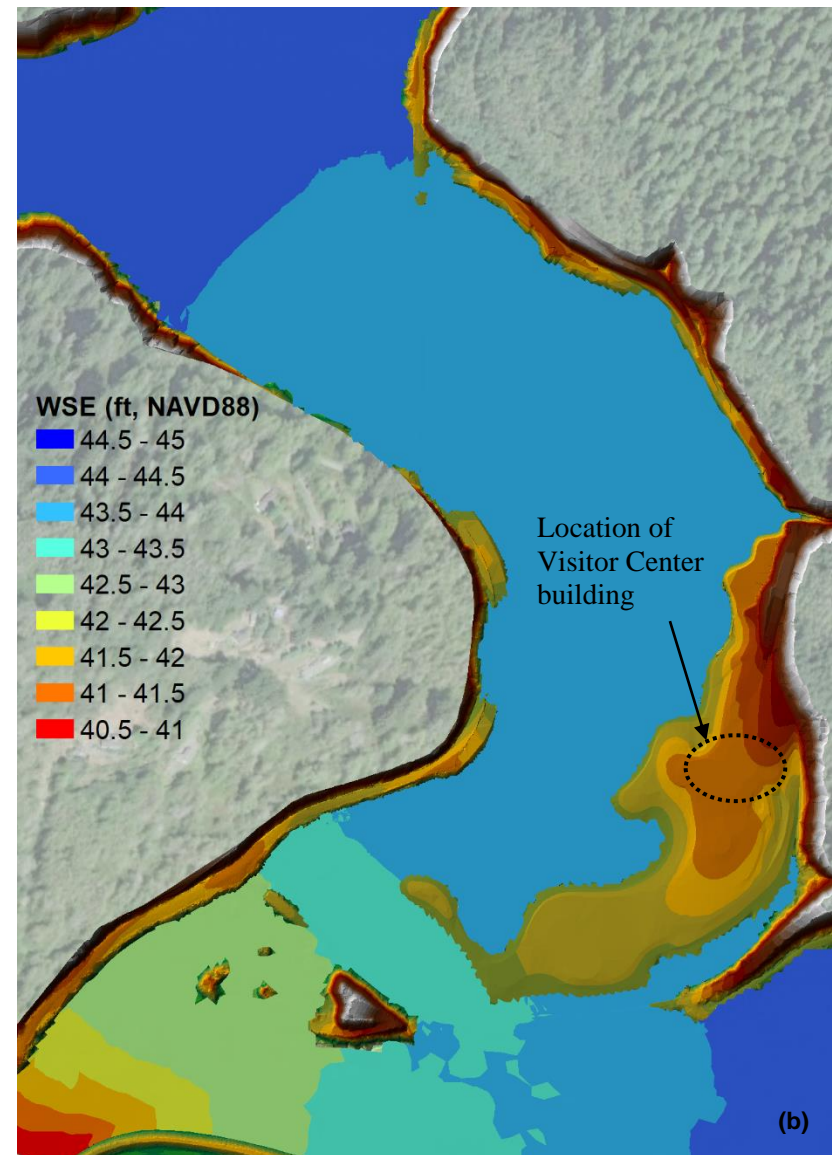 WSE (ft, NAVD88)
44.5 - 45
44 - 44.5
43.5 - 44
43 - 43.5
42.5 - 43
42 - 42.5
41.5 - 42
41 - 41.5
40.5 - 41
Location of
Visitor Center
building
(b)